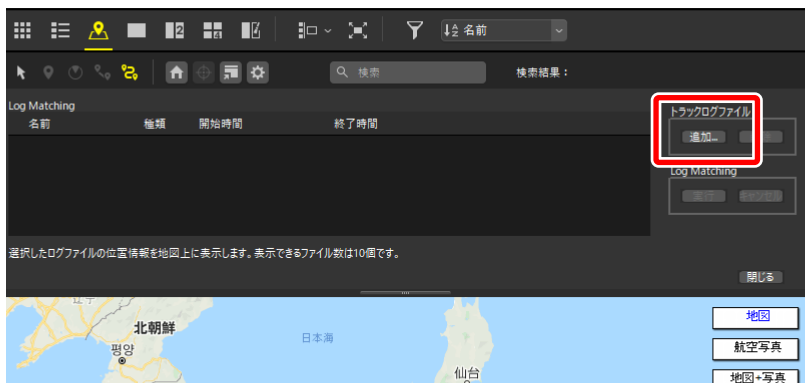 2
4
名前
検索
検索結果：
Log Matching
名前 種類 開始時間 終了時間
トラックログファイル
追加...
Log Matching
実行 キャンセル
選択したログファイルの位置情報を地図上に表示します。表示できるファイル数は10個です。
閉じる
北朝鮮
평양
日本海
仙台
地図
航空写真
地図+写真